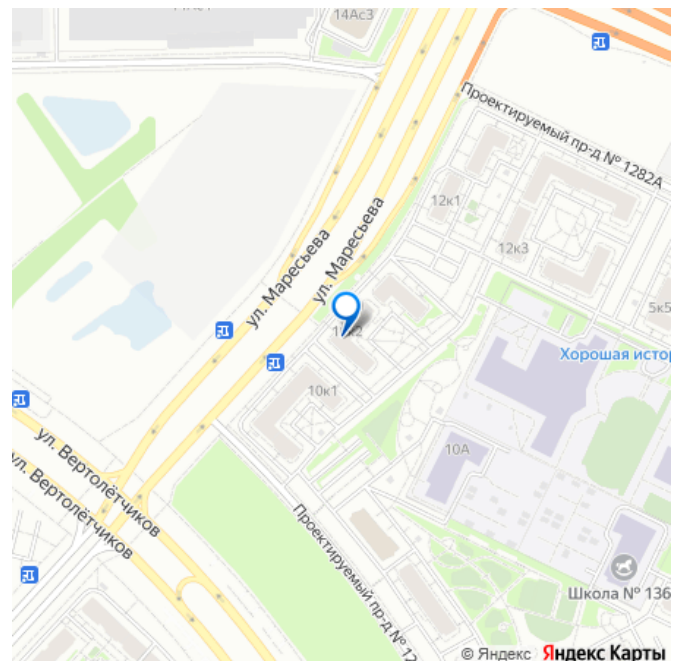 14Ас3
Проектируемый пр-д № 1282А
12к1
ул. Маресьева
ул. Маресьева
12к3
5к5
Хорошая истор
10к1
10А
ул. Вертолётчиков
ул. Вертолётчиков
Проектируемый пр-д № 12
Школа № 136
© Яндекс Яндекс Карты